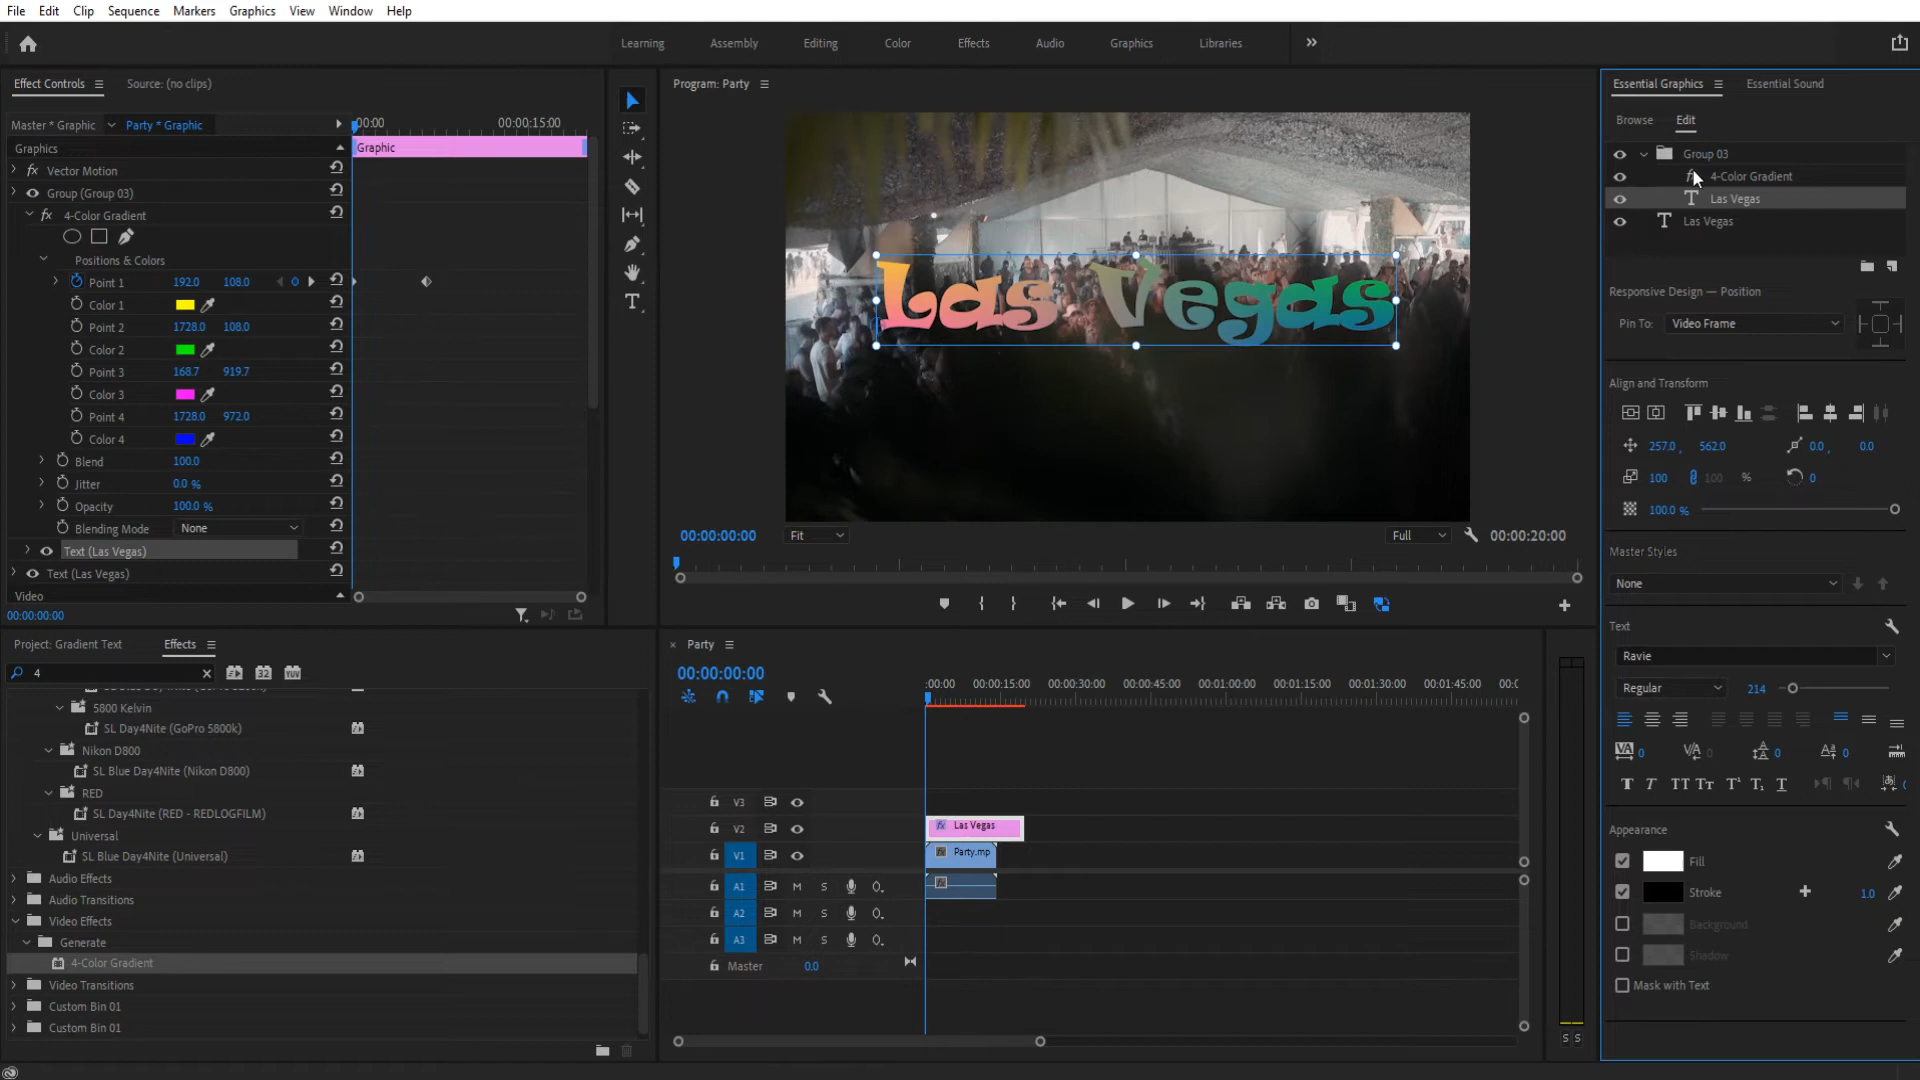 File Edit Clip Sequence Markers Graphics View Window Help
Learning Assembly Editing Color Effects Audio Graphics Libraries
Effect Controls Source: (no clips)
Master * Graphic Party * Graphic
:00:00 00:00:15:00
Graphics
Graphic
Vector Motion
Group (Group 03)
4-Color Gradient
Positions & Colors
Point 1 192.0 108.0
Color 1
Point 2 1728.0 108.0
Color 2
Point 3 168.7 919.7
Color 3
Point 4 1728.0 972.0
Color 4
Blend 100.0
Jitter 0.0 %
Opacity 100.0 %
Blending Mode None
Text (Las Vegas)
Text (Las Vegas)
Video
00:00:00:00
Program: Party
Las Vegas
00:00:00:00 Fit Full 00:00:20:00
Essential Graphics Essential Sound
Browse Edit
Group 03
4-Color Gradient
Las Vegas
Las Vegas
Responsive Design — Position
Pin To: Video Frame
Align and Transform
257.0 , 562.0 0.0 , 0.0
100 100 % 0
100.0 %
Master Styles
None
Text
Ravie
Regular 214
0 0 0 0
Appearance
Fill
Stroke 1.0
Background
Shadow
Mask with Text
Project: Gradient Text Effects
4
5800 Kelvin
SL Day4Nite (GoPro 5800k)
Nikon D800
SL Blue Day4Nite (Nikon D800)
RED
SL Day4Nite (RED - REDLOGFILM)
Universal
SL Blue Day4Nite (Universal)
Audio Effects
Audio Transitions
Video Effects
Generate
4-Color Gradient
Video Transitions
Custom Bin 01
Custom Bin 01
Party
00:00:00:00
:00:00 00:00:15:00 00:00:30:00 00:00:45:00 00:01:00:00 00:01:15:00 00:01:30:00 00:01:45:00
V3
V2 Las Vegas
V1 Party.mp
A1 M S
A2 M S
A3 M S
Master 0.0
S S